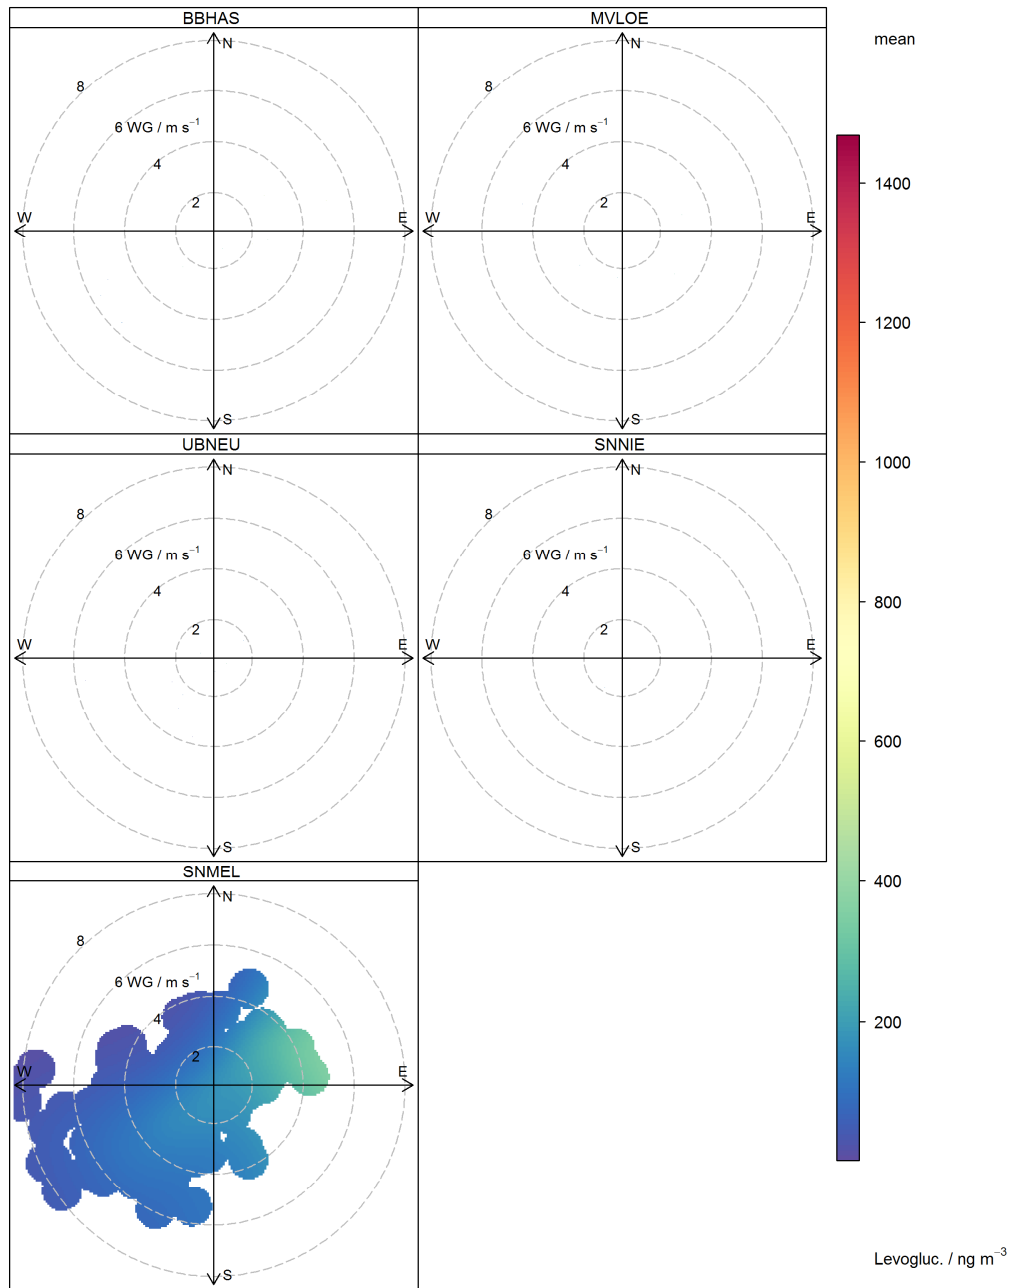 BBHAS
MVLOE
mean
N
8
6 WG / m s⁻¹
4
2
W
E
S
N
8
6 WG / m s⁻¹
4
2
W
E
S
UBNEU
SNNIE
N
8
6 WG / m s⁻¹
4
2
W
E
S
N
8
6 WG / m s⁻¹
4
2
W
E
S
SNMEL
N
8
6 WG / m s⁻¹
4
2
W
E
S
1400
1200
1000
800
600
400
200
Levogluc. / ng m⁻³